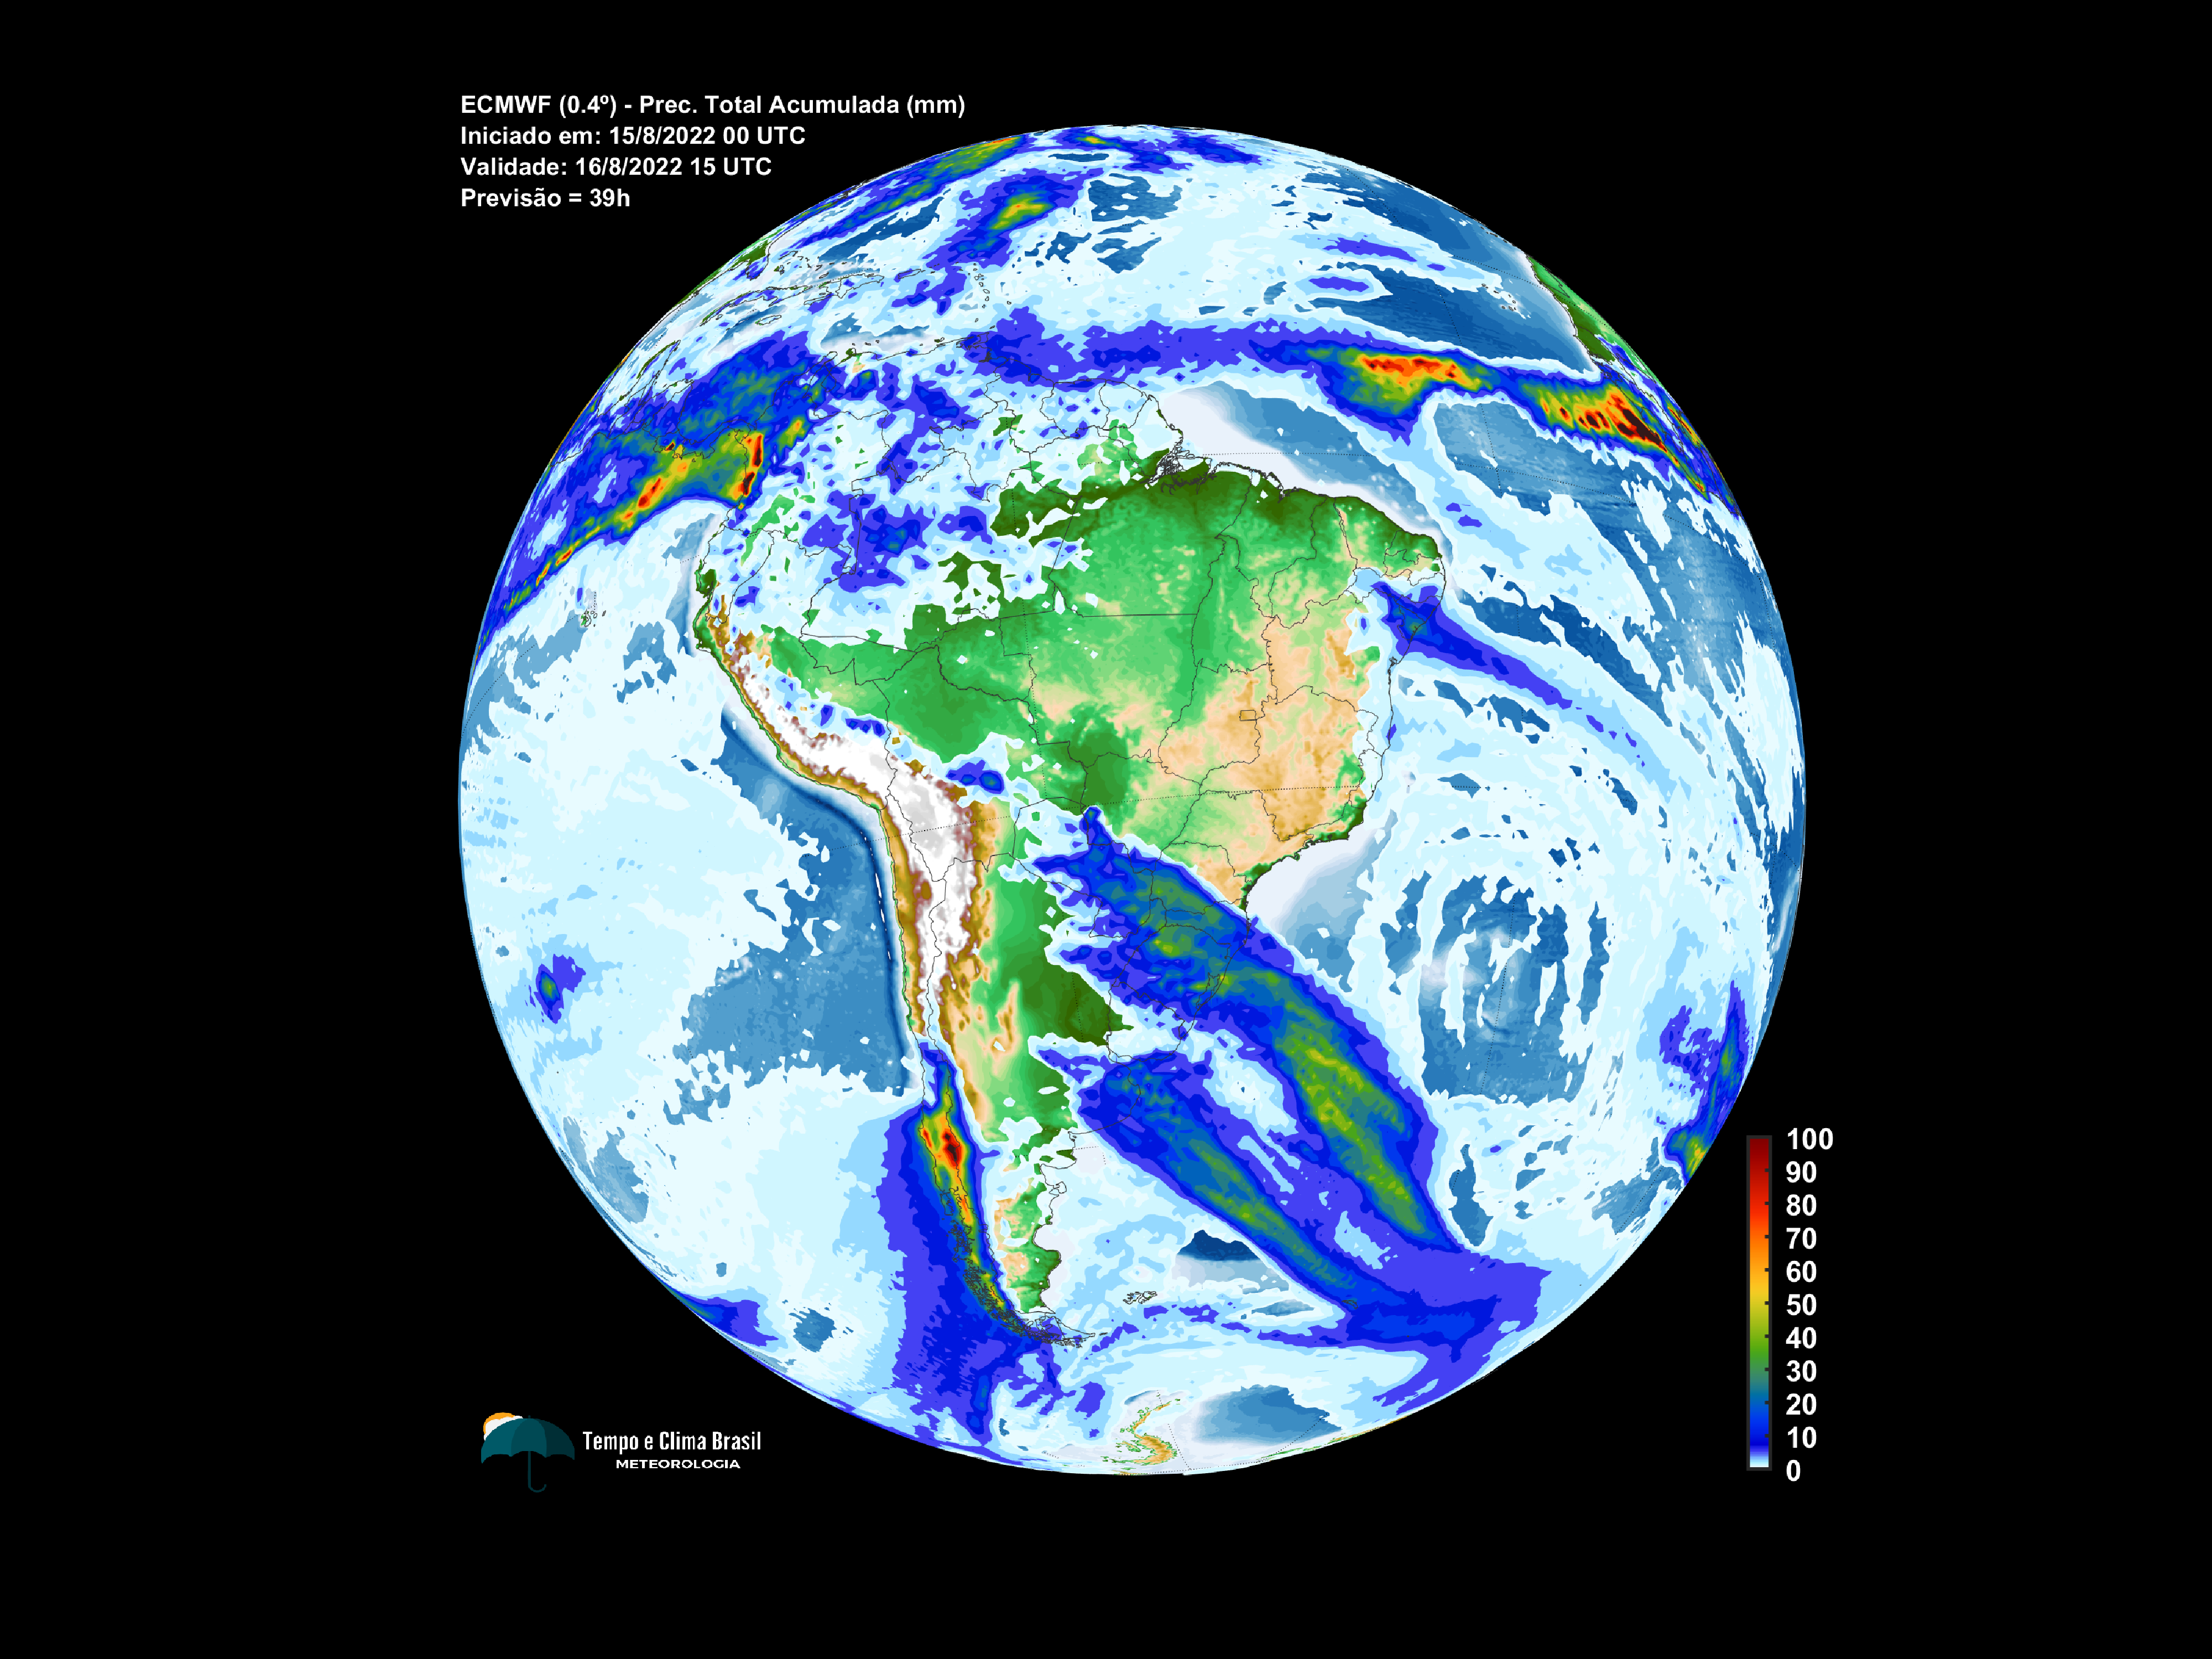 ECMWF (0.4º) - Prec. Total Acumulada (mm)
Iniciado em: 15/8/2022 00 UTC
Validade: 16/8/2022 15 UTC
Previsão = 39h
100
90
80
70
60
50
40
30
20
10
0
Tempo e Clima Brasil
METEOROLOGIA